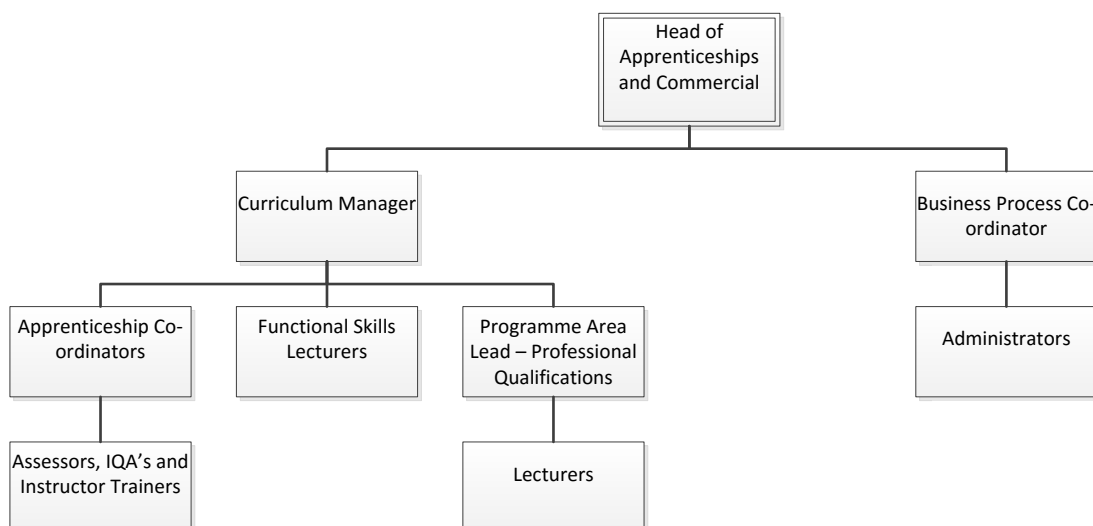 Head of
Apprenticeships
and Commercial
Curriculum Manager
Business Process Co-
ordinator
Apprenticeship Co-
ordinators
Functional Skills
Lecturers
Programme Area
Lead – Professional
Qualifications
Administrators
Assessors, IQA’s and
Instructor Trainers
Lecturers